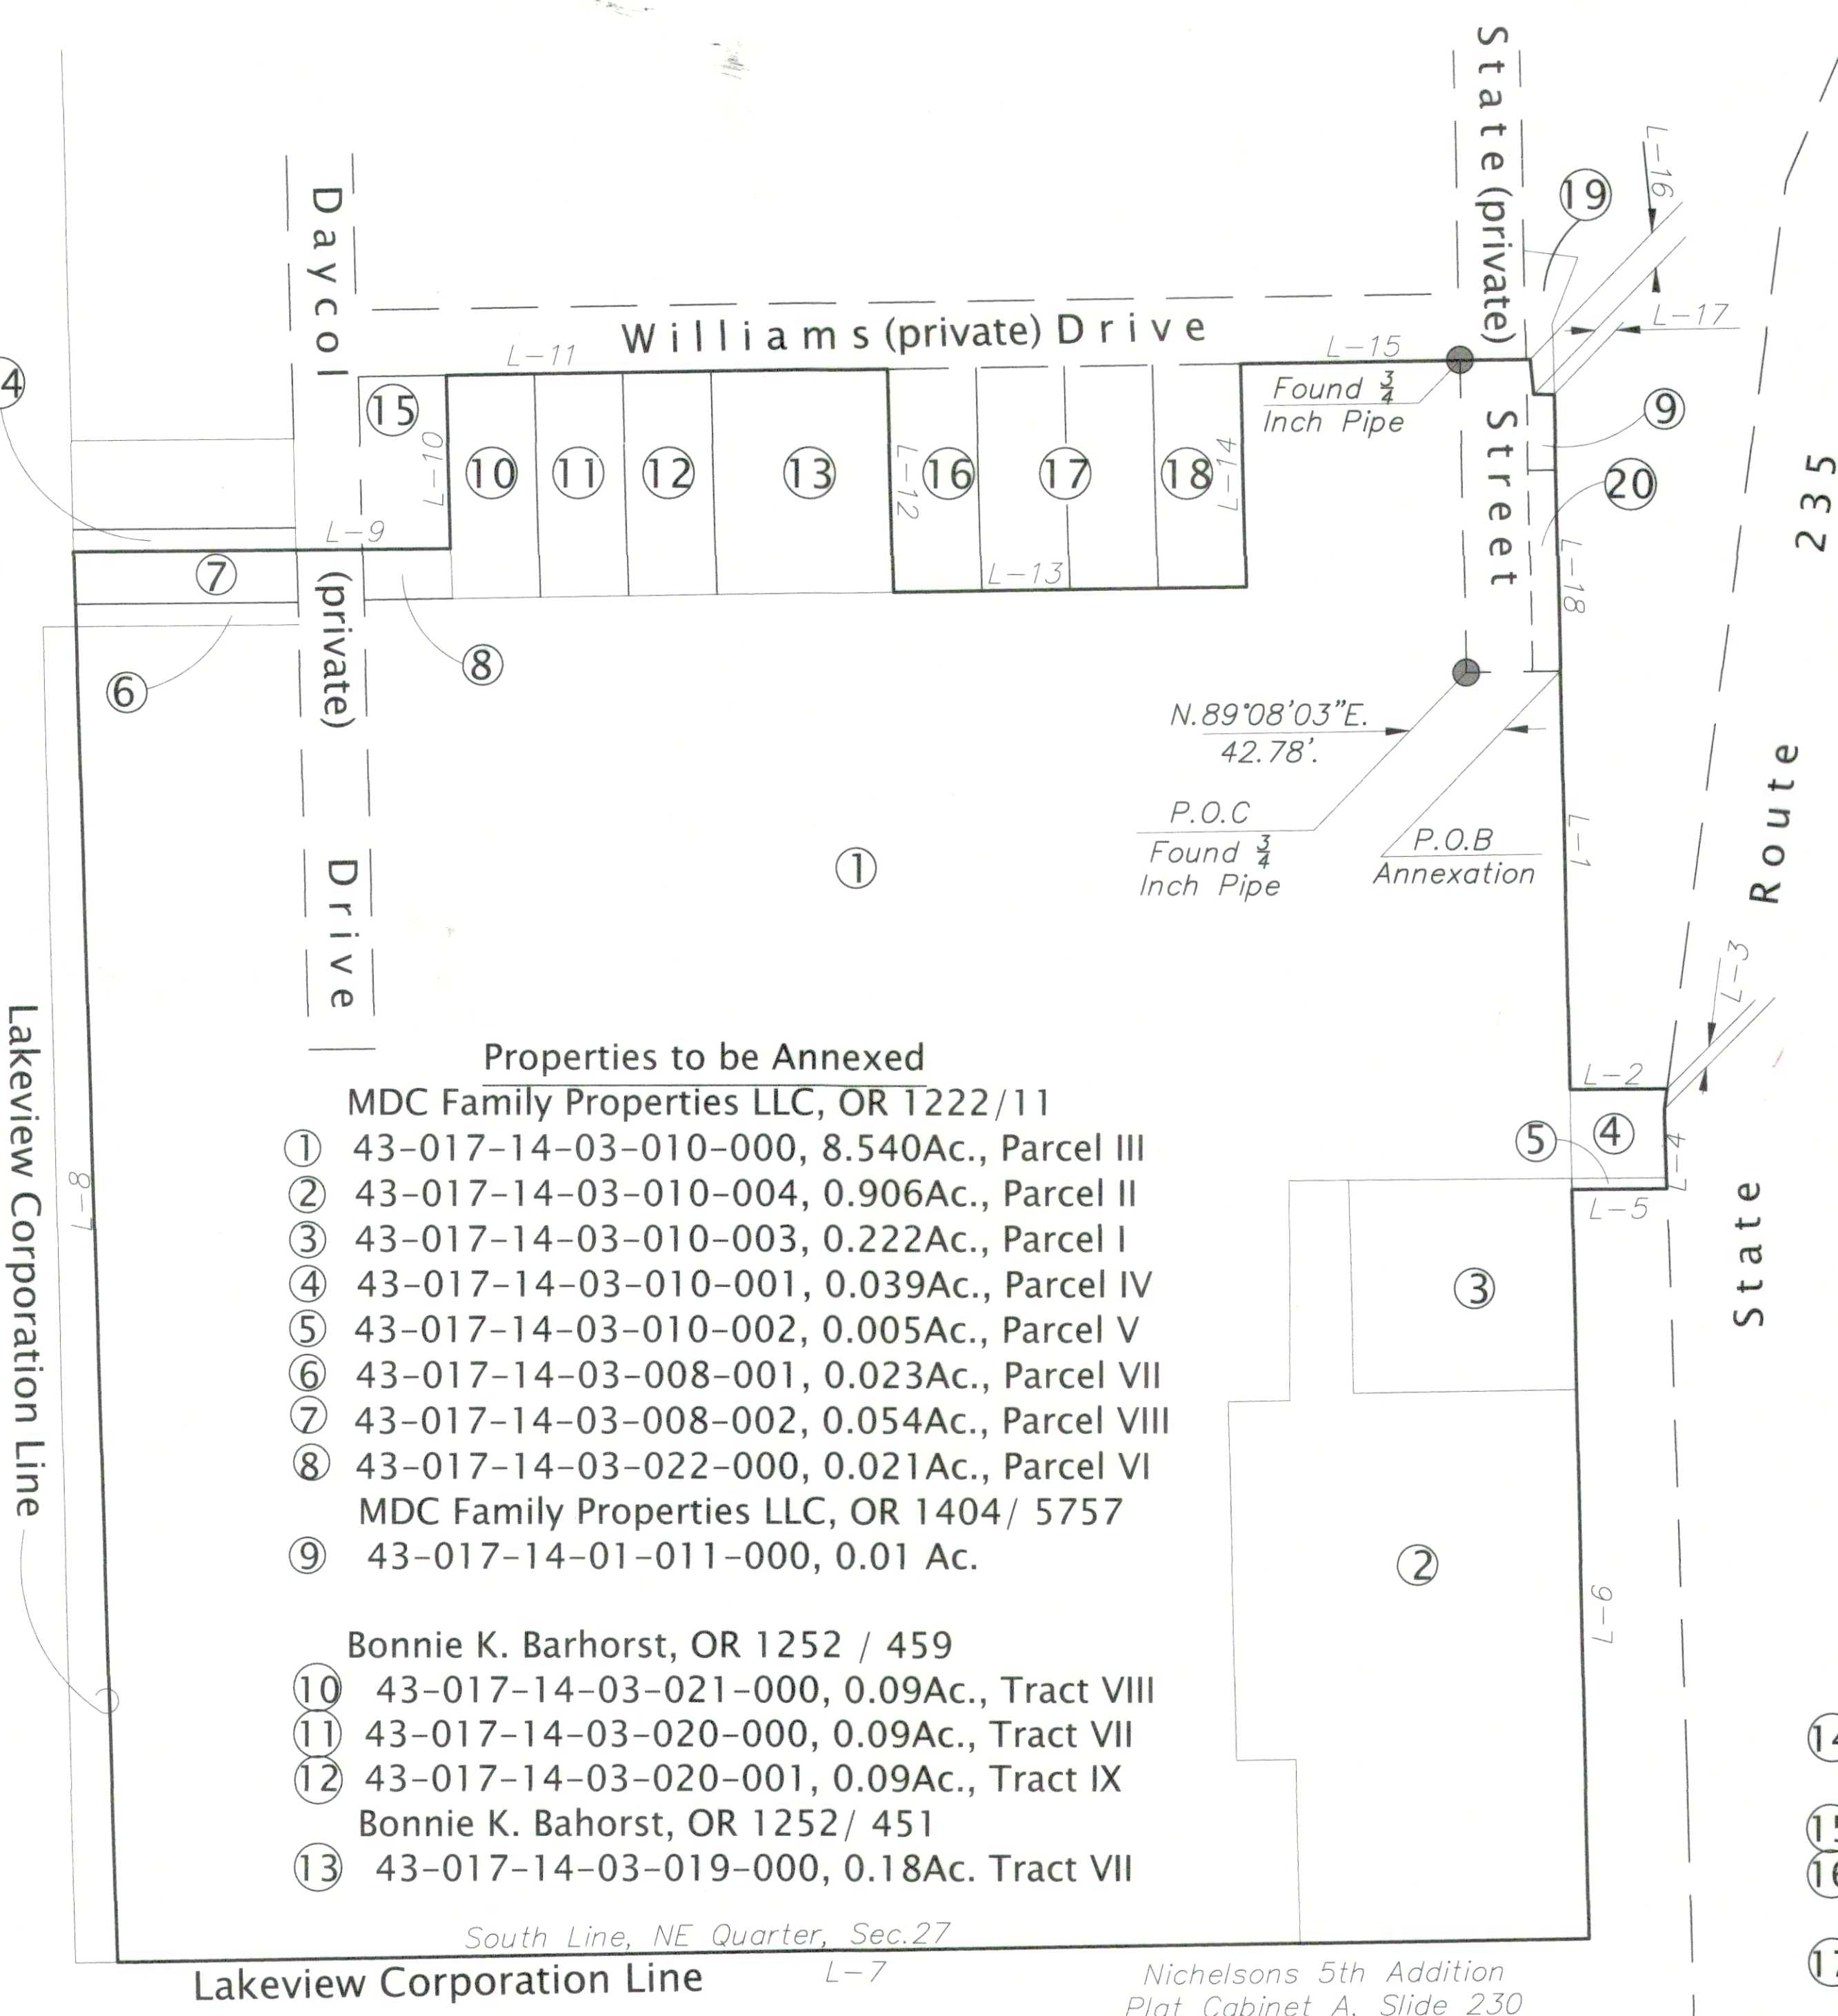 State (private) Street
L-16
19
L-17
Daycol (private) Drive
Williams (private) Drive
L-11
L-15
Found 3/4
Inch Pipe
4
15
L-10
10
11
12
13
L-12
16
17
18
L-14
9
20
L-18
L-9
7
L-13
8
6
N.89°08'03"E.
42.78'.
P.O.C
Found 3/4
Inch Pipe
P.O.B
Annexation
L-1
State Route 235
1
L-3
L-2
5
4
L-4
L-5
3
2
L-6
L-8
Lakeview Corporation Line
Properties to be Annexed
MDC Family Properties LLC, OR 1222/11
1 43-017-14-03-010-000, 8.540Ac., Parcel III
2 43-017-14-03-010-004, 0.906Ac., Parcel II
3 43-017-14-03-010-003, 0.222Ac., Parcel I
4 43-017-14-03-010-001, 0.039Ac., Parcel IV
5 43-017-14-03-010-002, 0.005Ac., Parcel V
6 43-017-14-03-008-001, 0.023Ac., Parcel VII
7 43-017-14-03-008-002, 0.054Ac., Parcel VIII
8 43-017-14-03-022-000, 0.021Ac., Parcel VI
MDC Family Properties LLC, OR 1404/ 5757
9 43-017-14-01-011-000, 0.01 Ac.
Bonnie K. Barhorst, OR 1252 / 459
10 43-017-14-03-021-000, 0.09Ac., Tract VIII
11 43-017-14-03-020-000, 0.09Ac., Tract VII
12 43-017-14-03-020-001, 0.09Ac., Tract IX
Bonnie K. Bahorst, OR 1252/ 451
13 43-017-14-03-019-000, 0.18Ac. Tract VII
South Line, NE Quarter, Sec.27
Lakeview Corporation Line
L-7
Nichelsons 5th Addition
Plat Cabinet A, Slide 230